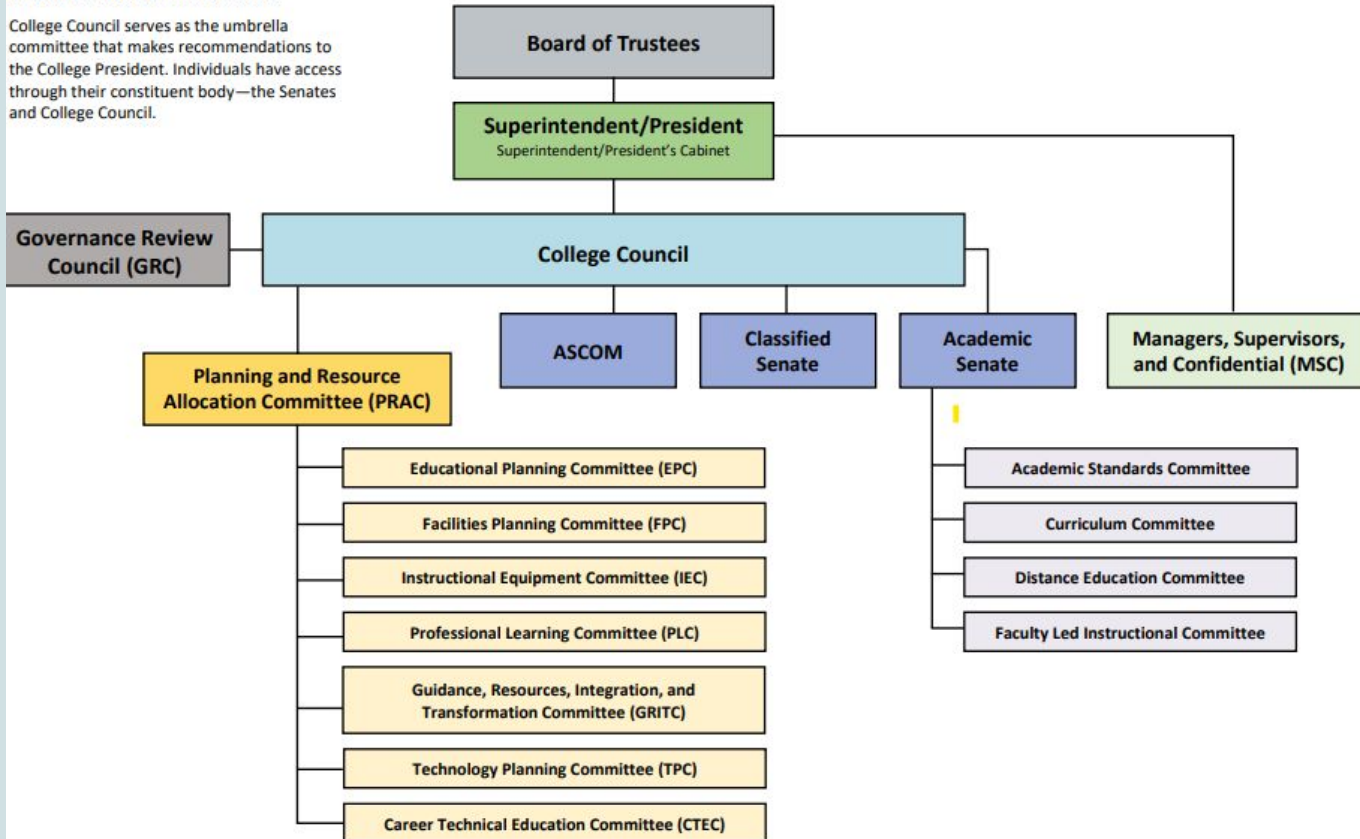 College Council serves as the umbrella
committee that makes recommendations to
the College President. Individuals have access
through their constituent body—the Senates
and College Council.
Board of Trustees
Superintendent/President
Superintendent/President's Cabinet
Governance Review
Council (GRC)
College Council
ASCOM
Classified
Senate
Academic
Senate
Managers, Supervisors,
and Confidential (MSC)
Planning and Resource
Allocation Committee (PRAC)
Educational Planning Committee (EPC)
Facilities Planning Committee (FPC)
Instructional Equipment Committee (IEC)
Professional Learning Committee (PLC)
Guidance, Resources, Integration, and
Transformation Committee (GRITC)
Technology Planning Committee (TPC)
Career Technical Education Committee (CTEC)
Academic Standards Committee
Curriculum Committee
Distance Education Committee
Faculty Led Instructional Committee